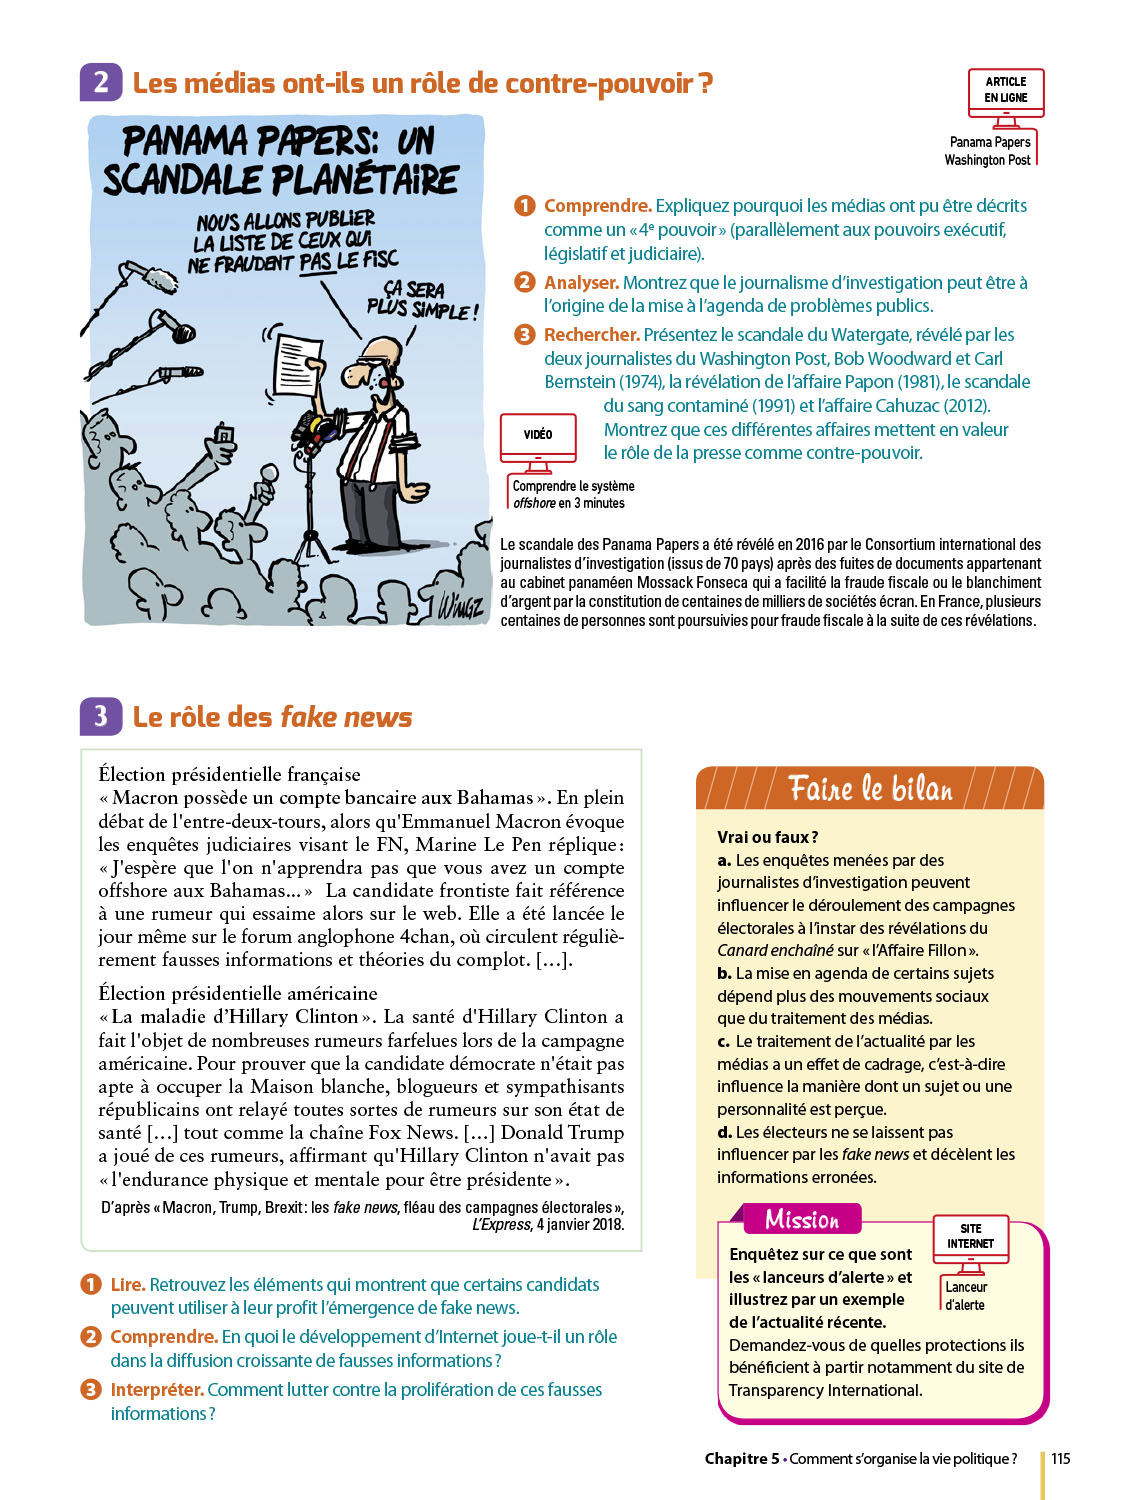 2 Les médias ont-ils un rôle de contre-pouvoir ?
ARTICLE
EN LIGNE
Panama Papers
Washington Post
PANAMA PAPERS: UN
SCANDALE PLANÉTAIRE
NOUS ALLONS PUBLIER
LA LISTE DE CEUX QUI
NE FRAUDENT PAS LE FISC
ÇA SERA
PLUS SIMPLE !
WINGZ
1 Comprendre. Expliquez pourquoi les médias ont pu être décrits
comme un « 4e pouvoir » (parallèlement aux pouvoirs exécutif,
législatif et judiciaire).
2 Analyser. Montrez que le journalisme d’investigation peut être à
l’origine de la mise à l’agenda de problèmes publics.
3 Rechercher. Présentez le scandale du Watergate, révélé par les
deux journalistes du Washington Post, Bob Woodward et Carl
Bernstein (1974), la révélation de l’affaire Papon (1981), le scandale
du sang contaminé (1991) et l’affaire Cahuzac (2012).
Montrez que ces différentes affaires mettent en valeur
le rôle de la presse comme contre-pouvoir.
VIDÉO
Comprendre le système
offshore en 3 minutes
Le scandale des Panama Papers a été révélé en 2016 par le Consortium international des
journalistes d’investigation (issus de 70 pays) après des fuites de documents appartenant
au cabinet panaméen Mossack Fonseca qui a facilité la fraude fiscale ou le blanchiment
d’argent par la constitution de centaines de milliers de sociétés écran. En France, plusieurs
centaines de personnes sont poursuivies pour fraude fiscale à la suite de ces révélations.
3 Le rôle des fake news
Élection présidentielle française
« Macron possède un compte bancaire aux Bahamas ». En plein
débat de l'entre-deux-tours, alors qu'Emmanuel Macron évoque
les enquêtes judiciaires visant le FN, Marine Le Pen réplique :
« J'espère que l'on n'apprendra pas que vous avez un compte
offshore aux Bahamas... » La candidate frontiste fait référence
à une rumeur qui essaime alors sur le web. Elle a été lancée le
jour même sur le forum anglophone 4chan, où circulent réguliè-
rement fausses informations et théories du complot. […].
Élection présidentielle américaine
« La maladie d’Hillary Clinton ». La santé d'Hillary Clinton a
fait l'objet de nombreuses rumeurs farfelues lors de la campagne
américaine. Pour prouver que la candidate démocrate n'était pas
apte à occuper la Maison blanche, blogueurs et sympathisants
républicains ont relayé toutes sortes de rumeurs sur son état de
santé […] tout comme la chaîne Fox News. […] Donald Trump
a joué de ces rumeurs, affirmant qu'Hillary Clinton n'avait pas
« l'endurance physique et mentale pour être présidente ».
D’après « Macron, Trump, Brexit : les fake news, fléau des campagnes électorales »,
L’Express, 4 janvier 2018.
1 Lire. Retrouvez les éléments qui montrent que certains candidats
peuvent utiliser à leur profit l’émergence de fake news.
2 Comprendre. En quoi le développement d’Internet joue-t-il un rôle
dans la diffusion croissante de fausses informations ?
3 Interpréter. Comment lutter contre la prolifération de ces fausses
informations ?
Faire le bilan
Vrai ou faux ?
a. Les enquêtes menées par des
journalistes d’investigation peuvent
influencer le déroulement des campagnes
électorales à l’instar des révélations du
Canard enchaîné sur « l’Affaire Fillon ».
b. La mise en agenda de certains sujets
dépend plus des mouvements sociaux
que du traitement des médias.
c. Le traitement de l’actualité par les
médias a un effet de cadrage, c’est-à-dire
influence la manière dont un sujet ou une
personnalité est perçue.
d. Les électeurs ne se laissent pas
influencer par les fake news et décèlent les
informations erronées.
Mission
Enquêtez sur ce que sont
les « lanceurs d’alerte » et
illustrez par un exemple
de l’actualité récente.
Demandez-vous de quelles protections ils
bénéficient à partir notamment du site de
Transparency International.
SITE
INTERNET
Lanceur
d’alerte
Chapitre 5 • Comment s’organise la vie politique ? 115